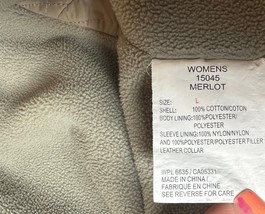 WOMENS
15045
MERLOT
SIZE: L
SHELL: 100% COTTON/COTON
BODY LINING: 100%POLYESTER/
POLYESTER
SLEEVE LINING: 100% NYLON/NYLON
AND 100%POLYESTER/POLYESTER FILLER
LEATHER COLLAR
WPL 6635 / CA05331
MADE IN CHINA /
FABRIQUE EN CHINE
SEE REVERSE FOR CARE